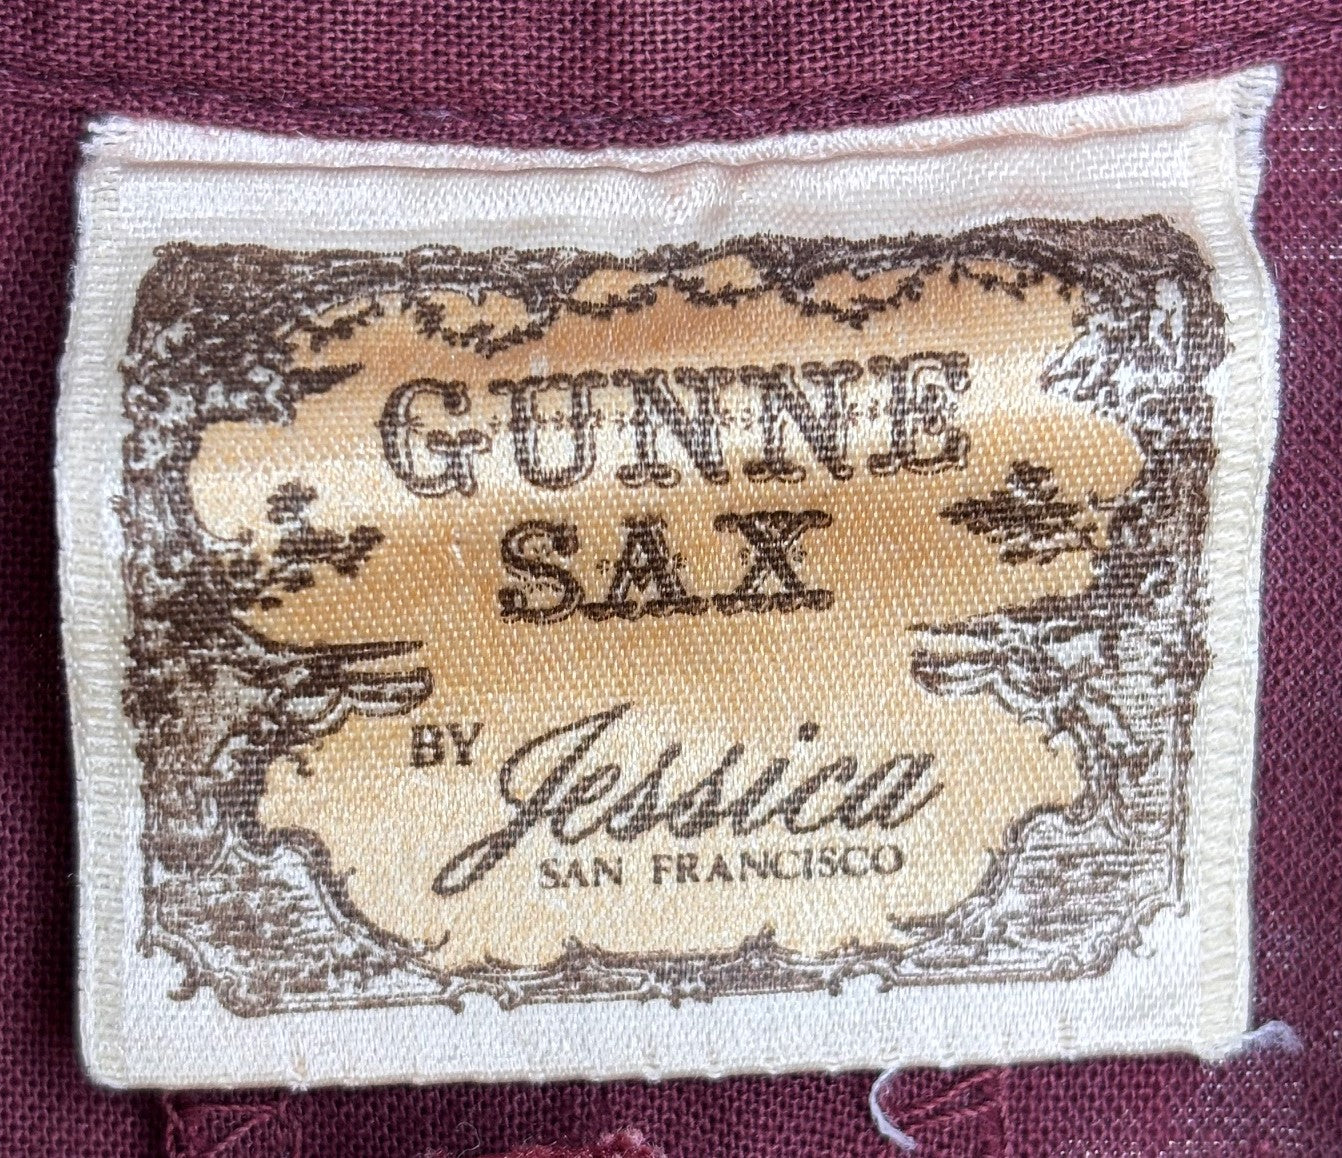 GUNNE
SAX
BY Jessica
SAN FRANCISCO